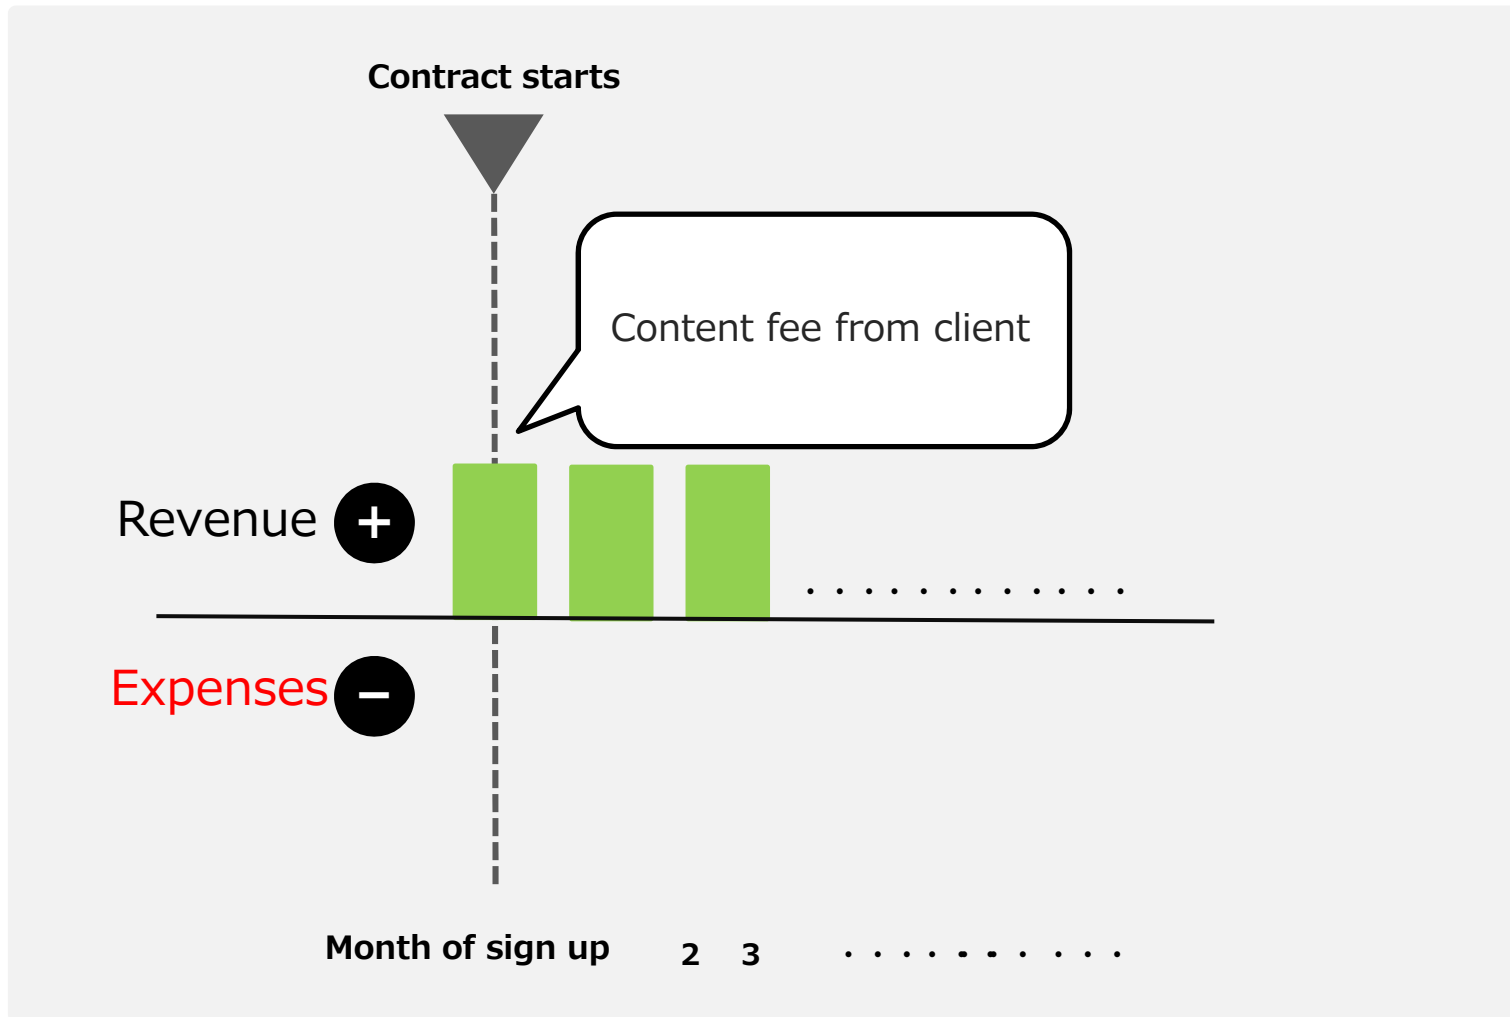 Contract starts
Content fee from client
Revenue +
Expenses −
Month of sign up 2 3 . . . . . . . . . .